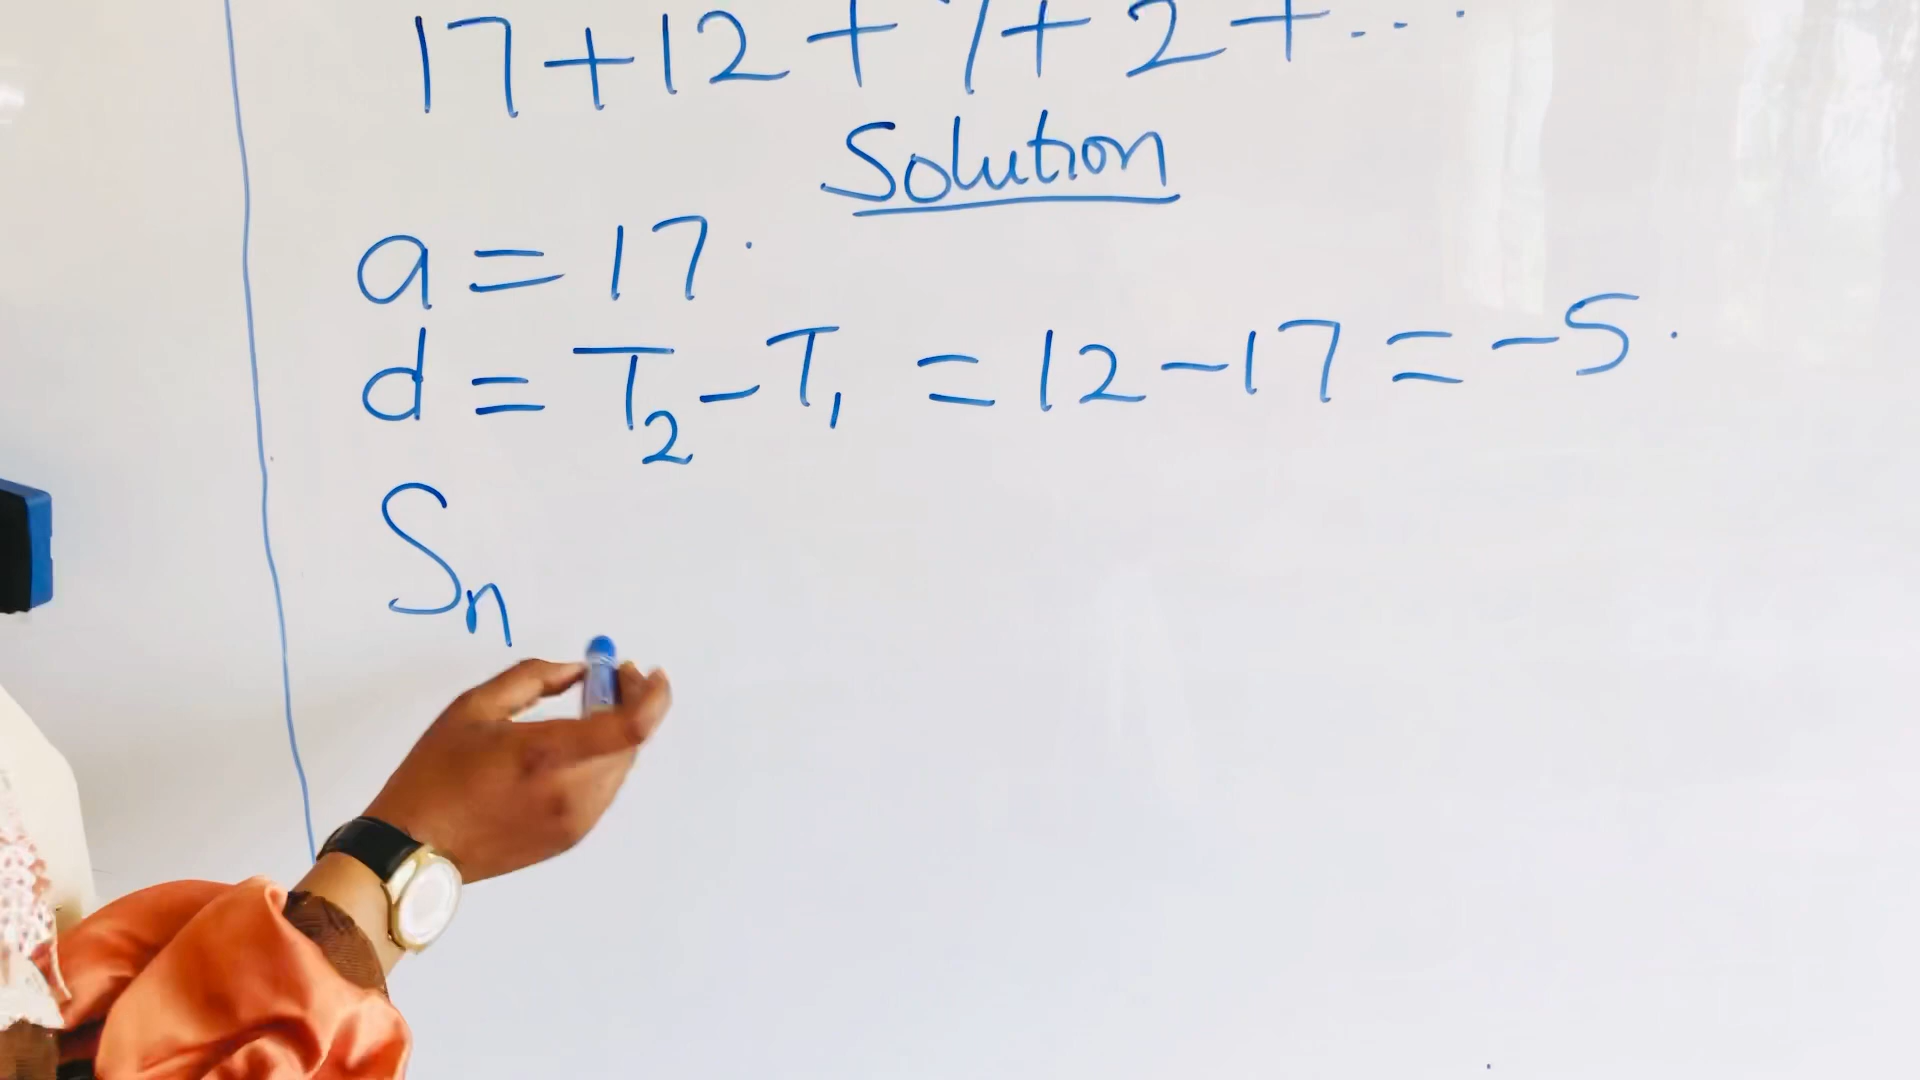 17+12+7+2+...
Solution
a = 17.
d = T₂-T₁ = 12-17 = -5.
Sₙ